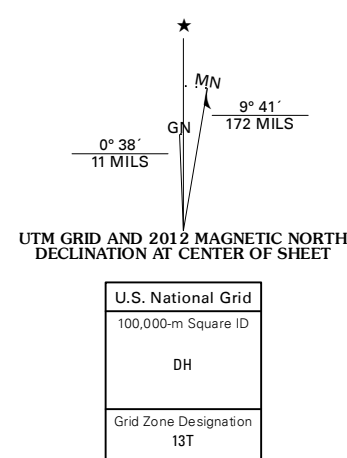 ★
MN
GN
9° 41´
172 MILS
0° 38´
11 MILS
UTM GRID AND 2012 MAGNETIC NORTH
DECLINATION AT CENTER OF SHEET
U.S. National Grid
100,000-m Square ID
DH
Grid Zone Designation
13T